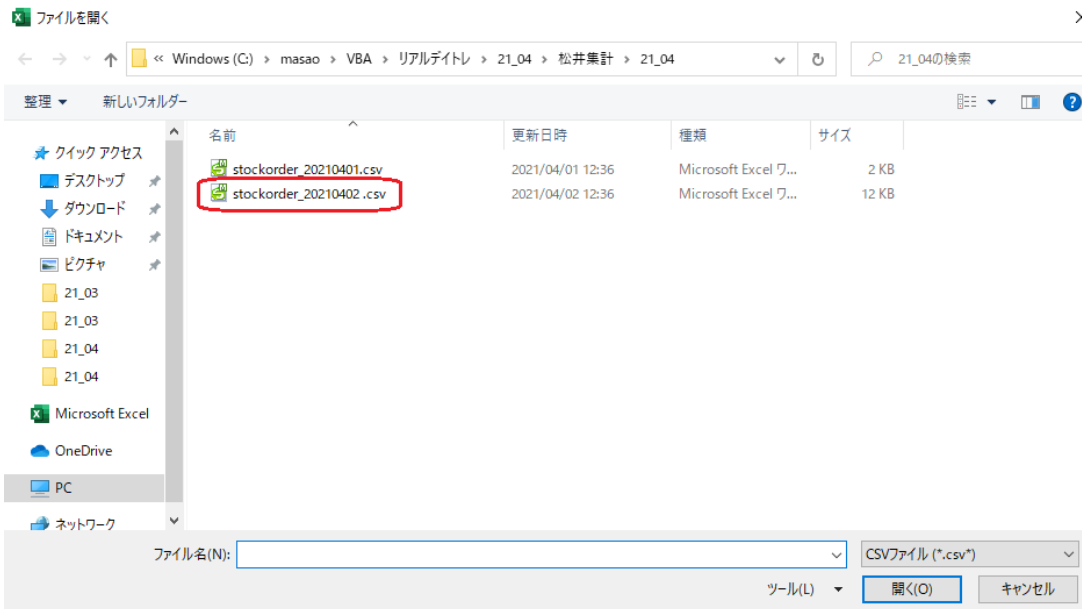 ファイルを開く
« Windows (C:) › masao › VBA › リアルデイトレ › 21_04 › 松井集計 › 21_04
21_04の検索
整理 新しいフォルダー
名前 更新日時 種類 サイズ
クイック アクセス
デスクトップ
ダウンロード
ドキュメント
ピクチャ
21_03
21_03
21_04
21_04
Microsoft Excel
OneDrive
PC
ネットワーク
stockorder_20210401.csv 2021/04/01 12:36 Microsoft Excel ワ... 2 KB
stockorder_20210402 .csv 2021/04/02 12:36 Microsoft Excel ワ... 12 KB
ファイル名(N): CSVファイル (*.csv*)
ツール(L) 開く(O) キャンセル